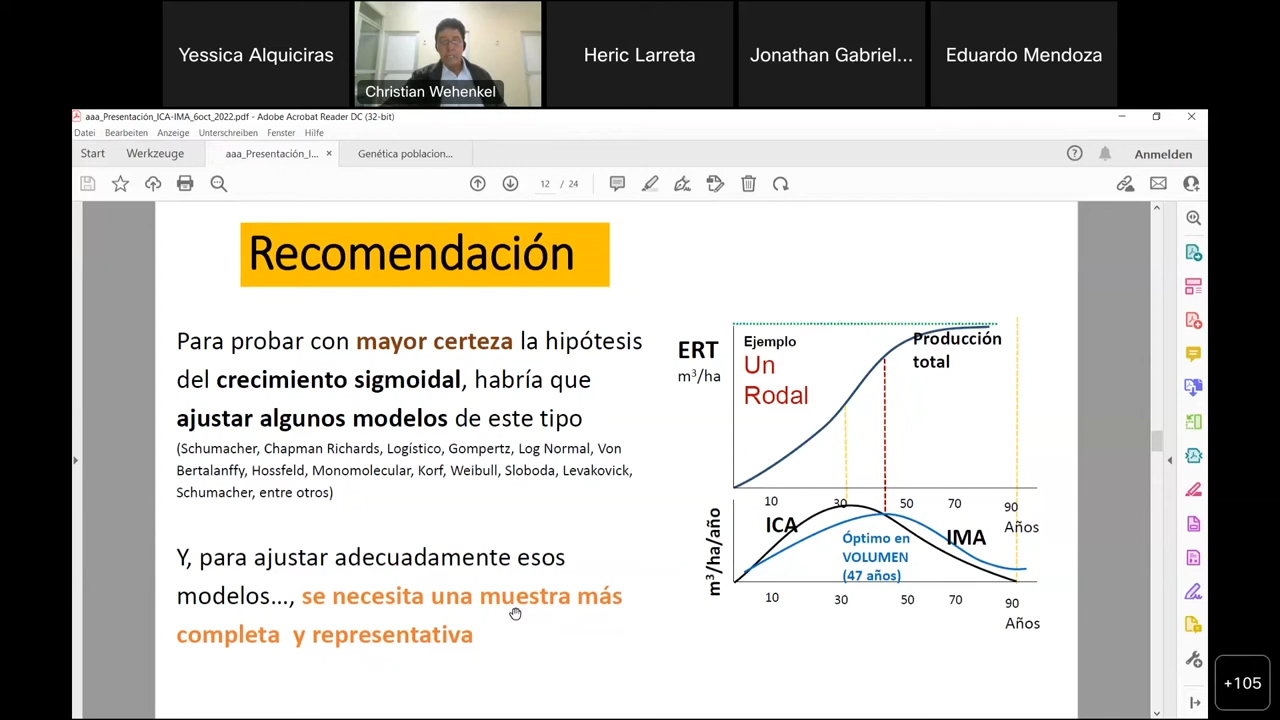 Yessica Alquiciras
Christian Wehenkel
Heric Larreta
Jonathan Gabriel...
Eduardo Mendoza
aaa_Presentación_ICA-IMA_6oct_2022.pdf - Adobe Acrobat Reader DC (32-bit)
Datei Bearbeiten Anzeige Unterschreiben Fenster Hilfe
Start Werkzeuge aaa_Presentación_I... × Genética poblacion... Anmelden
12 / 24
Recomendación
Para probar con mayor certeza la hipótesis
del crecimiento sigmoidal, habría que
ajustar algunos modelos de este tipo
(Schumacher, Chapman Richards, Logístico, Gompertz, Log Normal, Von
Bertalanffy, Hossfeld, Monomolecular, Korf, Weibull, Sloboda, Levakovick,
Schumacher, entre otros)
Y, para ajustar adecuadamente esos
modelos..., se necesita una muestra más
completa y representativa
ERT
m³/ha
Ejemplo
Un
Rodal
Producción
total
10 30 50 70 90
Años
m³/ha/año
ICA
IMA
Óptimo en
VOLUMEN
(47 años)
10 30 50 70 90
Años
+105